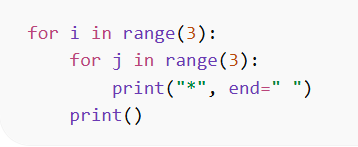 for i in range(3):
    for j in range(3):
        print("*", end=" ")
    print()